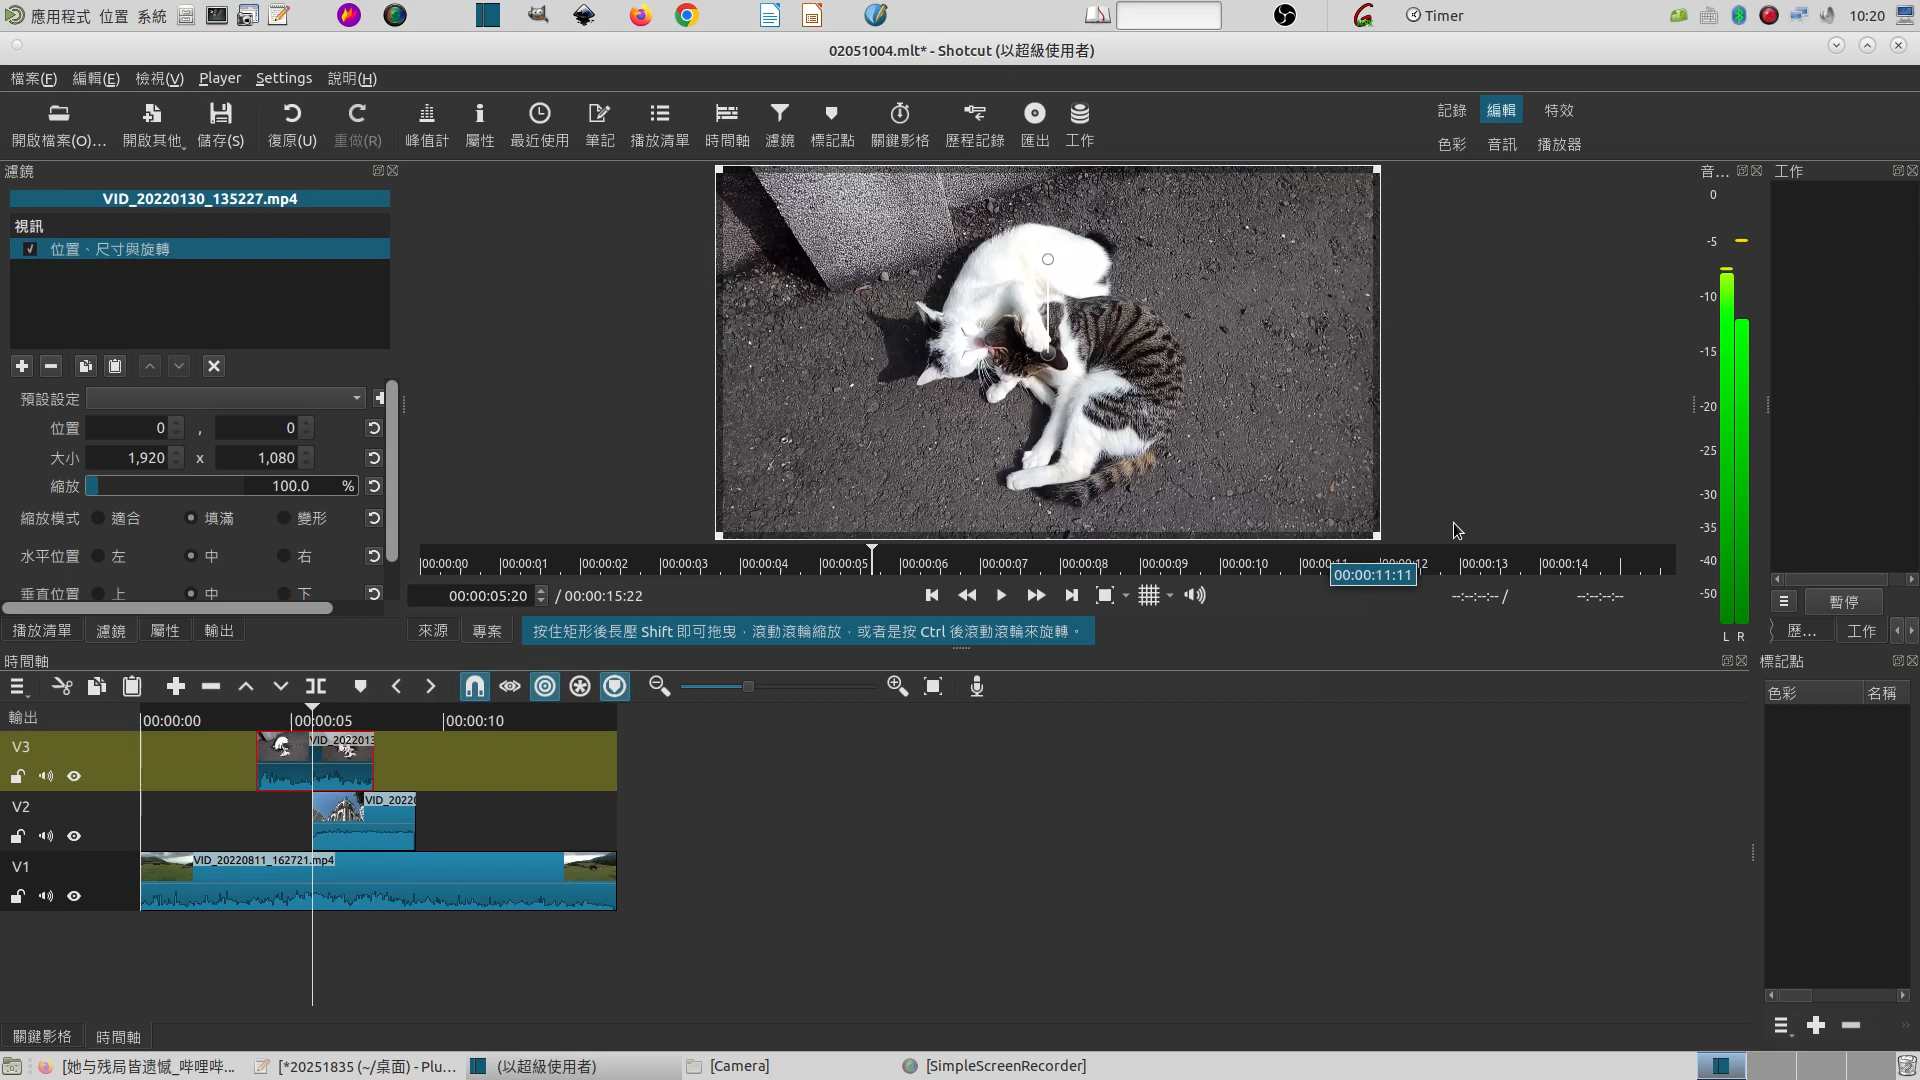 應用程式 位置 系統
Timer
10:20
02051004.mlt* - Shotcut (以超級使用者)
檔案(F) 編輯(E) 檢視(V) Player Settings 說明(H)
開啟檔案(O)... 開啟其他. 儲存(S) 復原(U) 重做(R) 峰值計 屬性 最近使用 筆記 播放清單 時間軸 濾鏡 標記點 關鍵影格 歷程記錄 匯出 工作
記錄 編輯 特效
色彩 音訊 播放器
濾鏡
音... 工作
VID_20220130_135227.mp4
視訊
位置、尺寸與旋轉
預設設定
位置 0 , 0
大小 1,920 x 1,080
縮放 100.0 %
縮放模式 適合 填滿 變形
水平位置 左 中 右
垂直位置 上 中 下
0
-5
-10
-15
-20
-25
-30
-35
-40
-50
L R
00:00:00 00:00:01 00:00:02 00:00:03 00:00:04 00:00:05 00:00:06 00:00:07 00:00:08 00:00:09 00:00:10 00:00:11 00:00:12 00:00:13 00:00:14
00:00:11:11
00:00:05:20 / 00:00:15:22
--:--:--:-- / --:--:--:--
暫停
播放清單 濾鏡 屬性 輸出
來源 專案 按住矩形後長壓 Shift 即可拖曳，滾動滾輪縮放，或者是按 Ctrl 後滾動滾輪來旋轉。
歷... 工作
時間軸
標記點
色彩 名稱
輸出
00:00:00 00:00:05 00:00:10
V3
VID_2022013
V2
VID_2022
V1
VID_20220811_162721.mp4
關鍵影格 時間軸
[她与残局皆遗憾_哔哩哔... [*20251835 (~/桌面) - Plu... (以超級使用者) [Camera] [SimpleScreenRecorder]